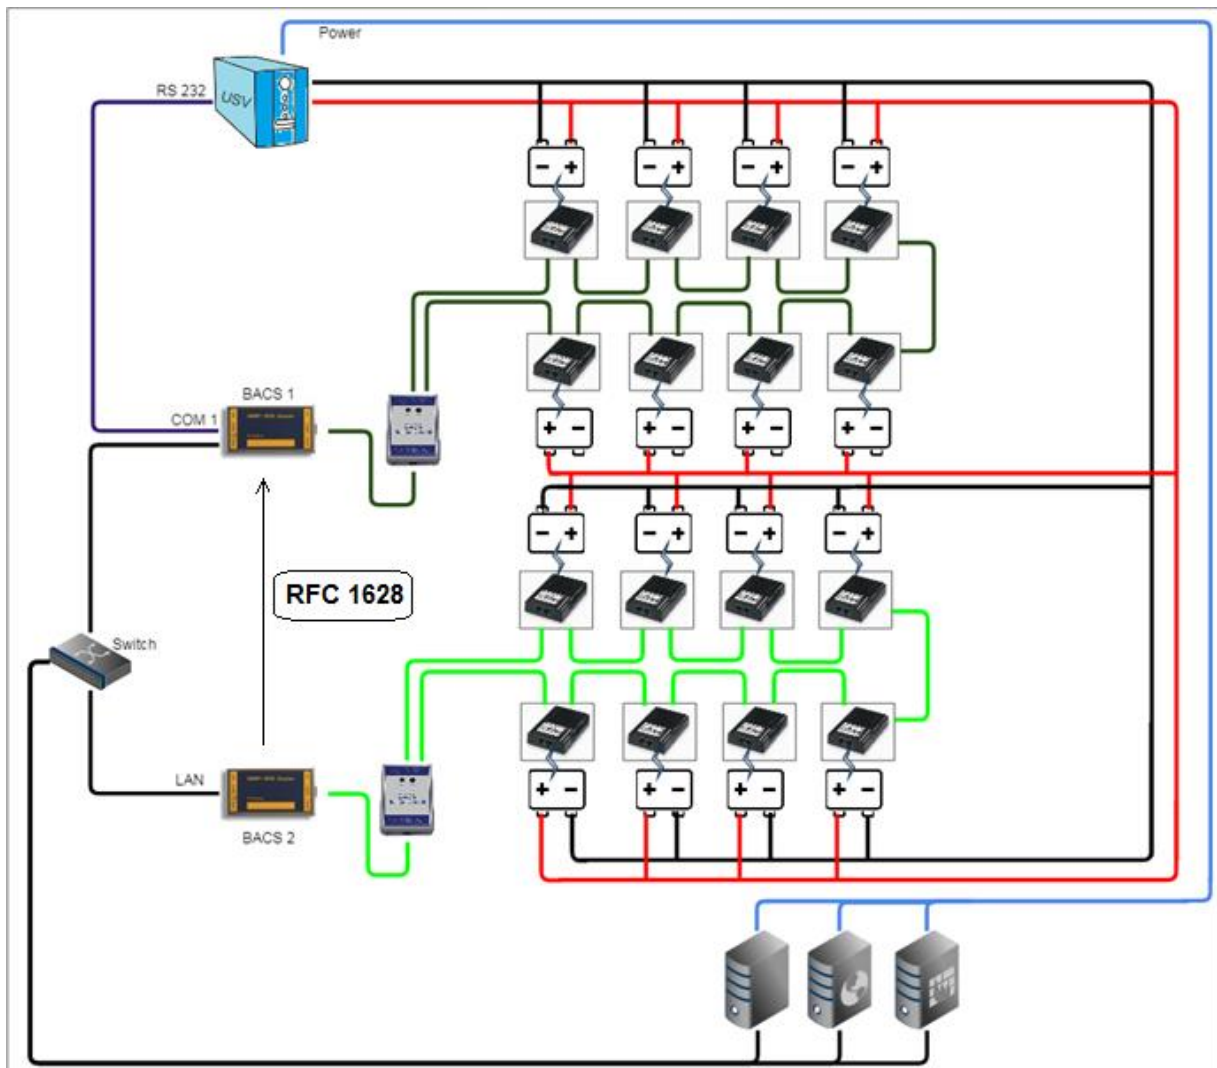 Power
RS 232
USV
BACS 1
COM 1
RFC 1628
Switch
LAN
BACS 2